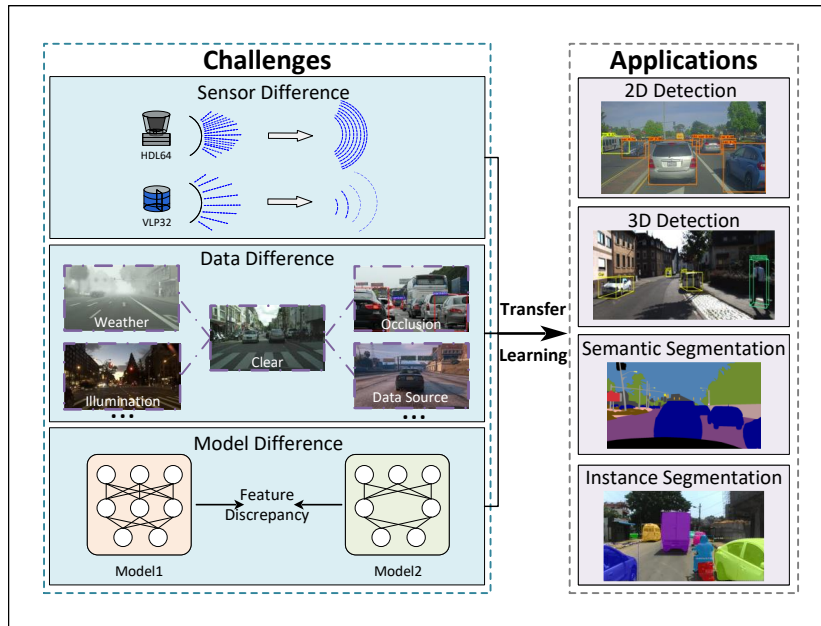 Challenges
Sensor Difference
HDL64
VLP32
Data Difference
Weather
Clear
Occlusion
Illumination
Data Source
...
...
Model Difference
Feature
Discrepancy
Model1
Model2
Transfer
Learning
Applications
2D Detection
3D Detection
Semantic Segmentation
Instance Segmentation